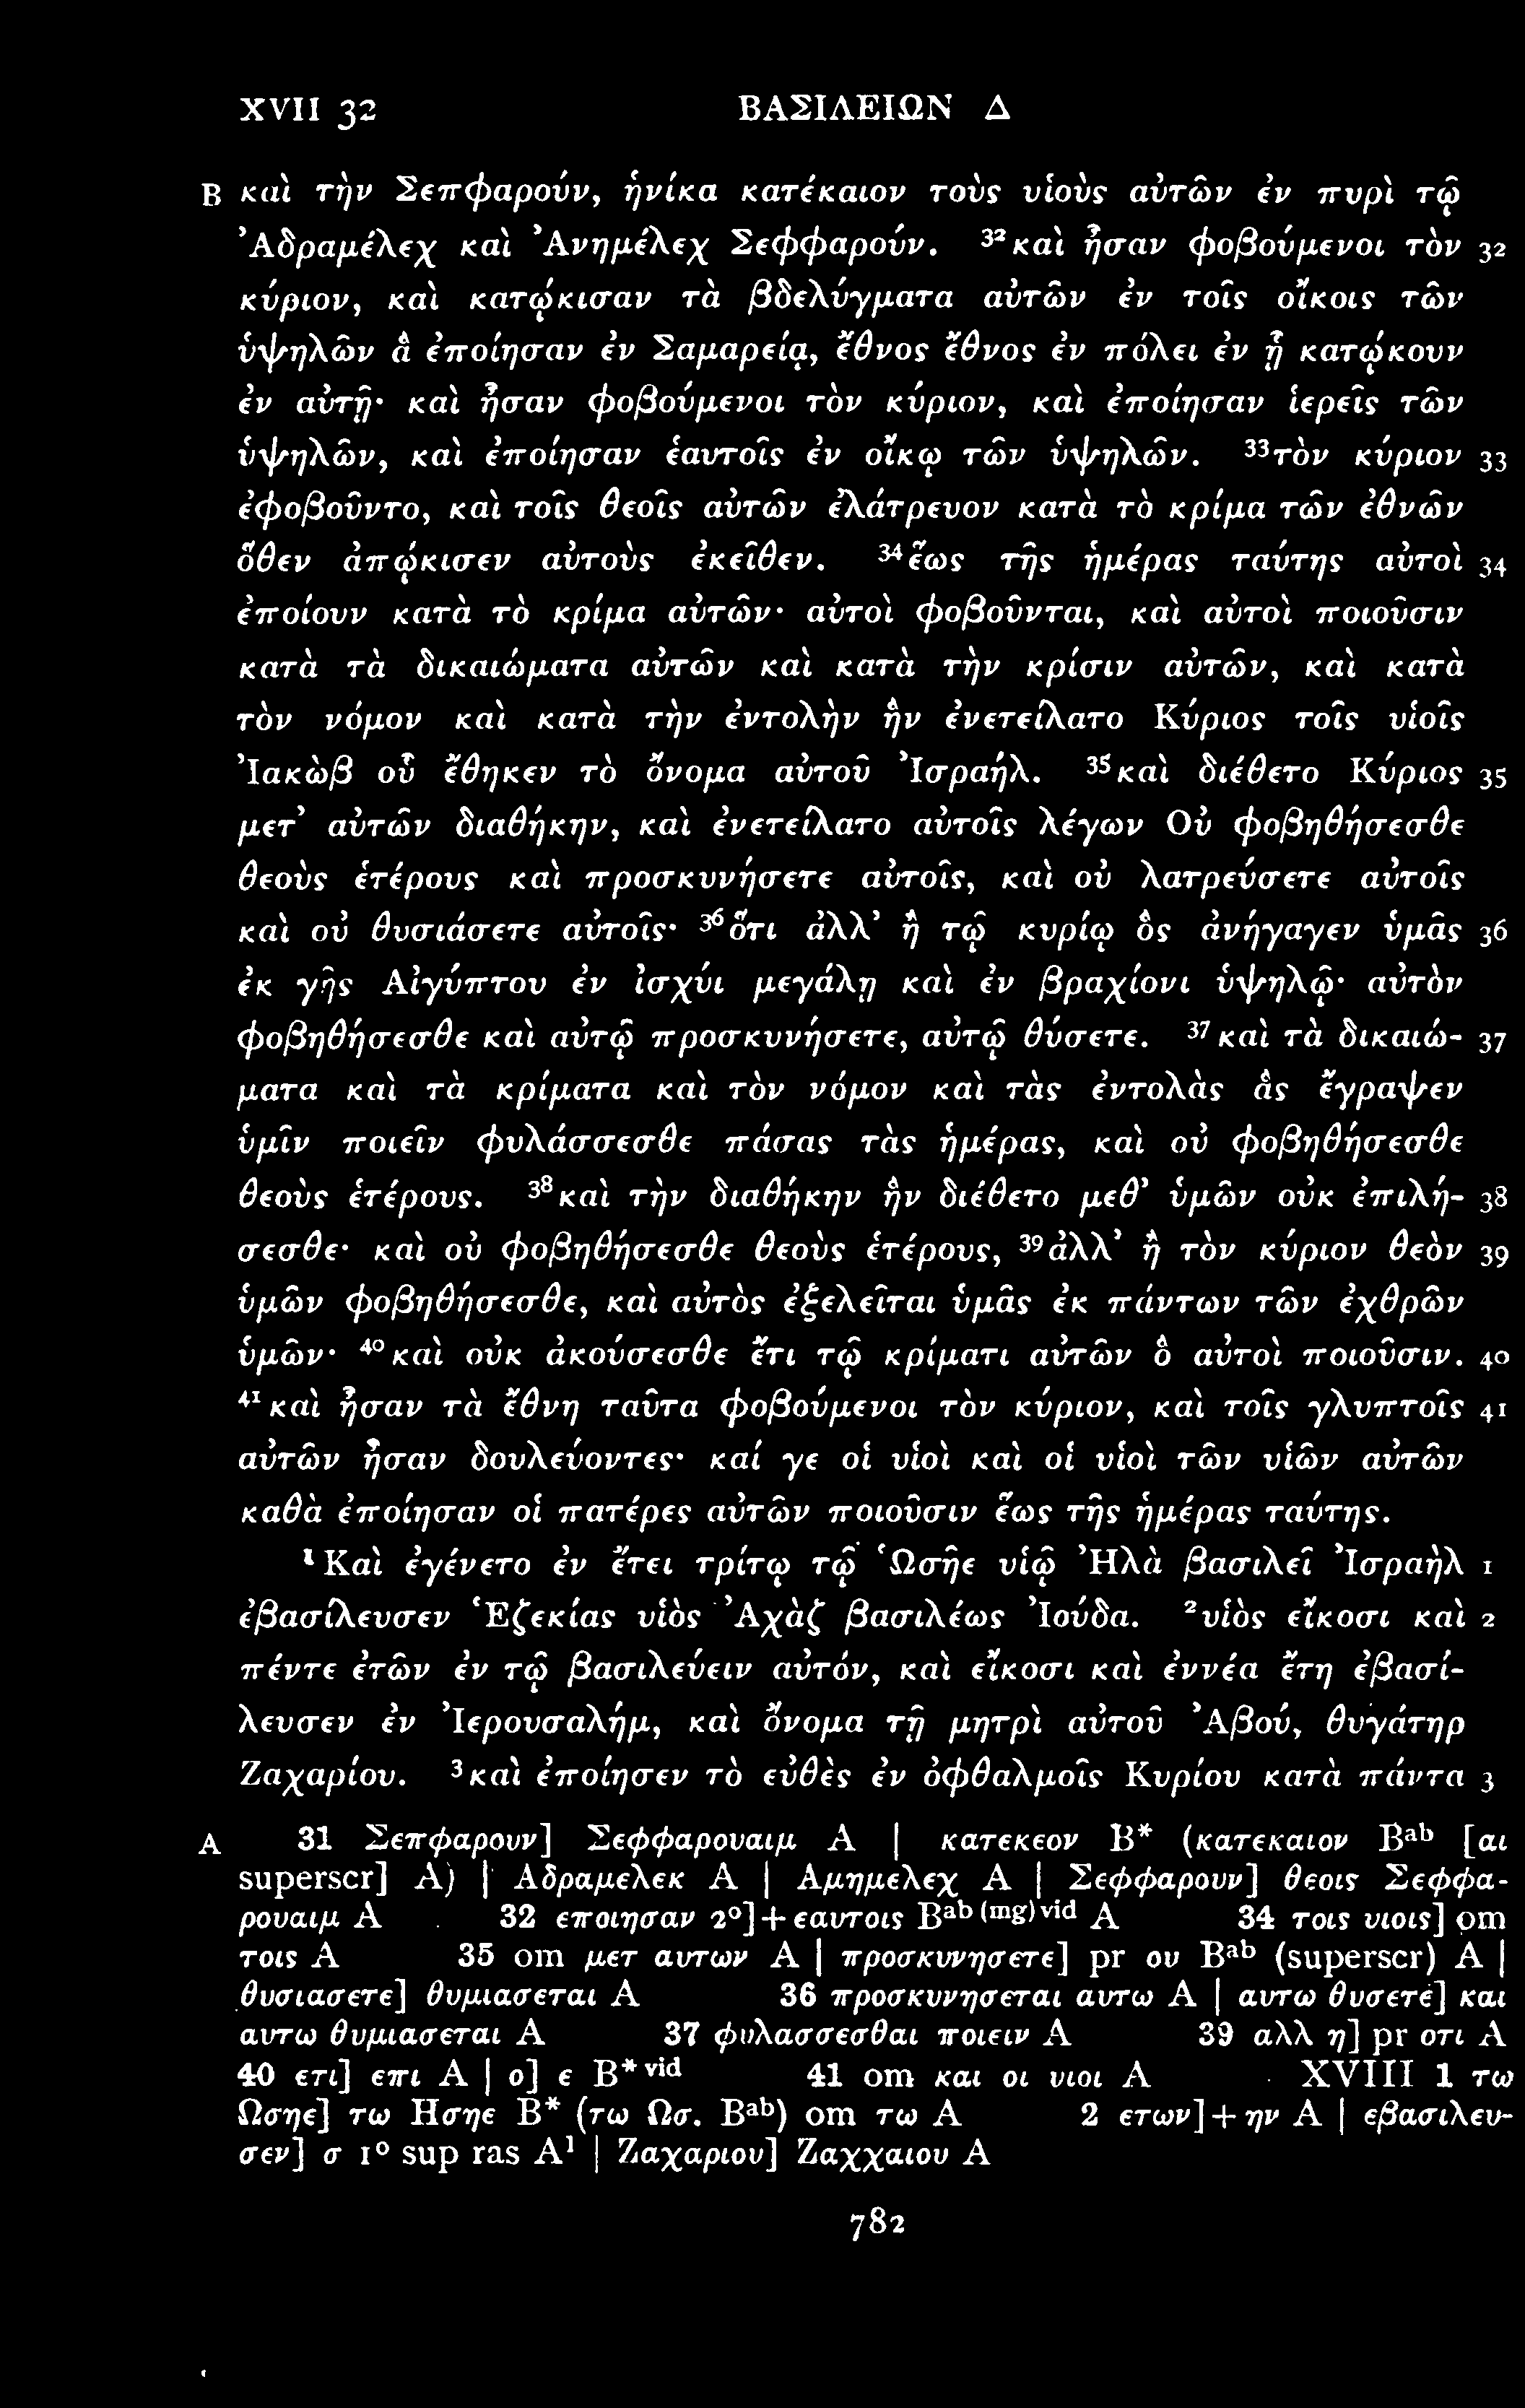 XVII 32 ΒΑΣΙΛΕΙΩΝ Δ
B καὶ τὴν Σεπφαρούν, ἡνίκα κατέκαιον τοὺς υἱοὺς αὐτῶν ἐν πυρὶ τῷ
Ἀδραμέλεχ καὶ Ἀνημέλεχ Σεφφαρούν. ³²καὶ ἦσαν φοβούμενοι τὸν 32
κύριον, καὶ κατῴκισαν τὰ βδελύγματα αὐτῶν ἐν τοῖς οἴκοις τῶν
ὑψηλῶν ἃ ἐποίησαν ἐν Σαμαρείᾳ, ἔθνος ἔθνος ἐν πόλει ἐν ᾗ κατῴκουν
ἐν αὐτῇ· καὶ ἦσαν φοβούμενοι τὸν κύριον, καὶ ἐποίησαν ἱερεῖς τῶν
ὑψηλῶν, καὶ ἐποίησαν ἑαυτοῖς ἐν οἴκῳ τῶν ὑψηλῶν. ³³τὸν κύριον 33
ἐφοβοῦντο, καὶ τοῖς θεοῖς αὐτῶν ἐλάτρευον κατὰ τὸ κρίμα τῶν ἐθνῶν
ὅθεν ἀπῴκισεν αὐτοὺς ἐκεῖθεν. ³⁴ἕως τῆς ἡμέρας ταύτης αὐτοὶ 34
ἐποίουν κατὰ τὸ κρίμα αὐτῶν· αὐτοὶ φοβοῦνται, καὶ αὐτοὶ ποιοῦσιν
κατὰ τὰ δικαιώματα αὐτῶν καὶ κατὰ τὴν κρίσιν αὐτῶν, καὶ κατὰ
τὸν νόμον καὶ κατὰ τὴν ἐντολὴν ἣν ἐνετείλατο Κύριος τοῖς υἱοῖς
Ἰακὼβ οὗ ἔθηκεν τὸ ὄνομα αὐτοῦ Ἰσραήλ. ³⁵καὶ διέθετο Κύριος 35
μετ’ αὐτῶν διαθήκην, καὶ ἐνετείλατο αὐτοῖς λέγων Οὐ φοβηθήσεσθε
θεοὺς ἑτέρους καὶ προσκυνήσετε αὐτοῖς, καὶ οὐ λατρεύσετε αὐτοῖς
καὶ οὐ θυσιάσετε αὐτοῖς· ³⁶ὅτι ἀλλ’ ἢ τῷ κυρίῳ ὃς ἀνήγαγεν ὑμᾶς 36
ἐκ γῆς Αἰγύπτου ἐν ἰσχύι μεγάλῃ καὶ ἐν βραχίονι ὑψηλῷ· αὐτὸν
φοβηθήσεσθε καὶ αὐτῷ προσκυνήσετε, αὐτῷ θύσετε. ³⁷καὶ τὰ δικαιώ- 37
ματα καὶ τὰ κρίματα καὶ τὸν νόμον καὶ τὰς ἐντολὰς ἃς ἔγραψεν
ὑμῖν ποιεῖν φυλάσσεσθε πάσας τὰς ἡμέρας, καὶ οὐ φοβηθήσεσθε
θεοὺς ἑτέρους. ³⁸καὶ τὴν διαθήκην ἣν διέθετο μεθ’ ὑμῶν οὐκ ἐπιλή- 38
σεσθε· καὶ οὐ φοβηθήσεσθε θεοὺς ἑτέρους, ³⁹ἀλλ’ ἢ τὸν κύριον θεὸν 39
ὑμῶν φοβηθήσεσθε, καὶ αὐτὸς ἐξελεῖται ὑμᾶς ἐκ πάντων τῶν ἐχθρῶν
ὑμῶν· ⁴⁰καὶ οὐκ ἀκούσεσθε ἔτι τῷ κρίματι αὐτῶν ὃ αὐτοὶ ποιοῦσιν. 40
⁴¹καὶ ἦσαν τὰ ἔθνη ταῦτα φοβούμενοι τὸν κύριον, καὶ τοῖς γλυπτοῖς 41
αὐτῶν ἦσαν δουλεύοντες· καί γε οἱ υἱοὶ καὶ οἱ υἱοὶ τῶν υἱῶν αὐτῶν
καθὰ ἐποίησαν οἱ πατέρες αὐτῶν ποιοῦσιν ἕως τῆς ἡμέρας ταύτης.
¹Καὶ ἐγένετο ἐν ἔτει τρίτῳ τῷ Ὡσῆε υἱῷ Ἠλὰ βασιλεῖ Ἰσραὴλ 1
ἐβασίλευσεν Ἑζεκίας υἱὸς Ἀχὰζ βασιλέως Ἰούδα. ²υἱὸς εἴκοσι καὶ 2
πέντε ἐτῶν ἐν τῷ βασιλεύειν αὐτόν, καὶ εἴκοσι καὶ ἐννέα ἔτη ἐβασί-
λευσεν ἐν Ἰερουσαλήμ, καὶ ὄνομα τῇ μητρὶ αὐτοῦ Ἀβού, θυγάτηρ
Ζαχαρίου. ³καὶ ἐποίησεν τὸ εὐθὲς ἐν ὀφθαλμοῖς Κυρίου κατὰ πάντα 3
A 31 Σεπφαρουν] Σεφφαρουαιμ A | κατεκεον B* (κατεκαιον Bᵃᵇ [αι
superscr] A) | Αδραμελεκ A | Αμημελεχ A | Σεφφαρουν] θεοις Σεφφα-
ρουαιμ A 32 εποιησαν 2°]+εαυτοις Bᵃᵇ⁽ᵐᵍ⁾ᵛⁱᵈ A 34 τοις υιοις] om
τοις A 35 om μετ αυτων A | προσκυνησετε] pr ου Bᵃᵇ (superscr) A |
θυσιασετε] θυμιασεται A 36 προσκυνησεται αυτω A | αυτω θυσετε] και
αυτω θυμιασεται A 37 φυλασσεσθαι ποιειν A 39 αλλ η] pr οτι A
40 ετι] επι A | ο] ε B*ᵛⁱᵈ 41 om και οι υιοι A XVIII 1 τω
Ωσηε] τω Ησηε B* (τω Ωσ. Bᵃᵇ) om τω A 2 ετων]+ην A | εβασιλευ-
σεν] σ 1° sup ras A¹ | Ζαχαριου] Ζαχχαιου A
782